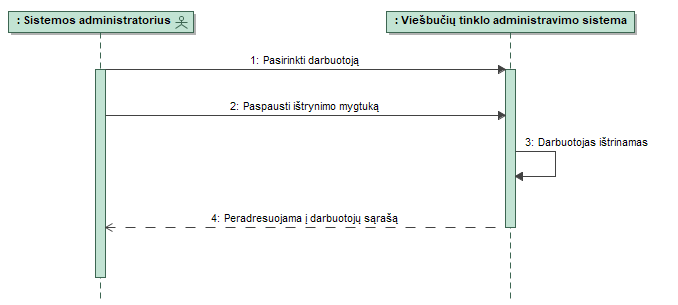 : Sistemos administratorius
: Viešbučių tinklo administravimo sistema
1: Pasirinkti darbuotoją
2: Paspausti ištrynimo mygtuką
3: Darbuotojas ištrinamas
4: Peradresuojama į darbuotojų sąrašą